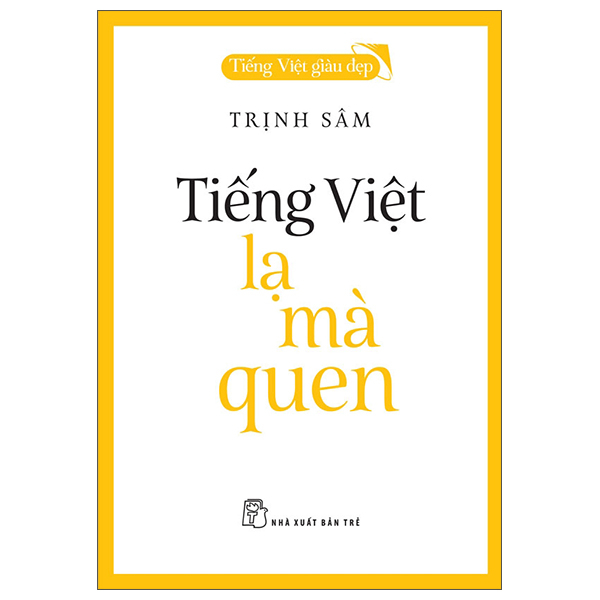 Tiếng Việt giàu đẹp
TRỊNH SÂM
Tiếng Việt
lạ
mà
quen
T
NHÀ XUẤT BẢN TRẺ